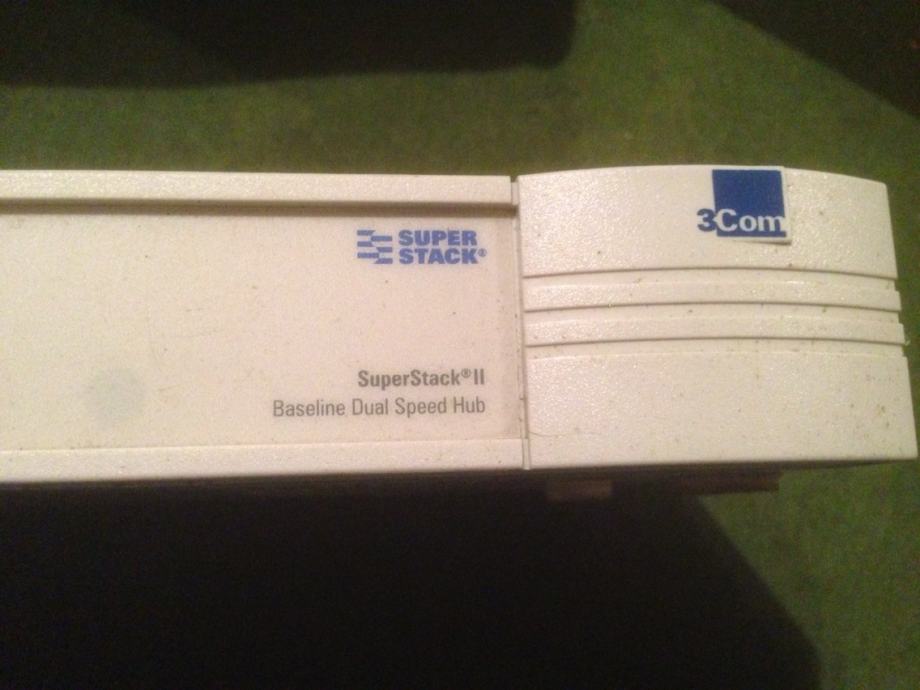 3Com
SUPER
STACK®
SuperStack®II
Baseline Dual Speed Hub